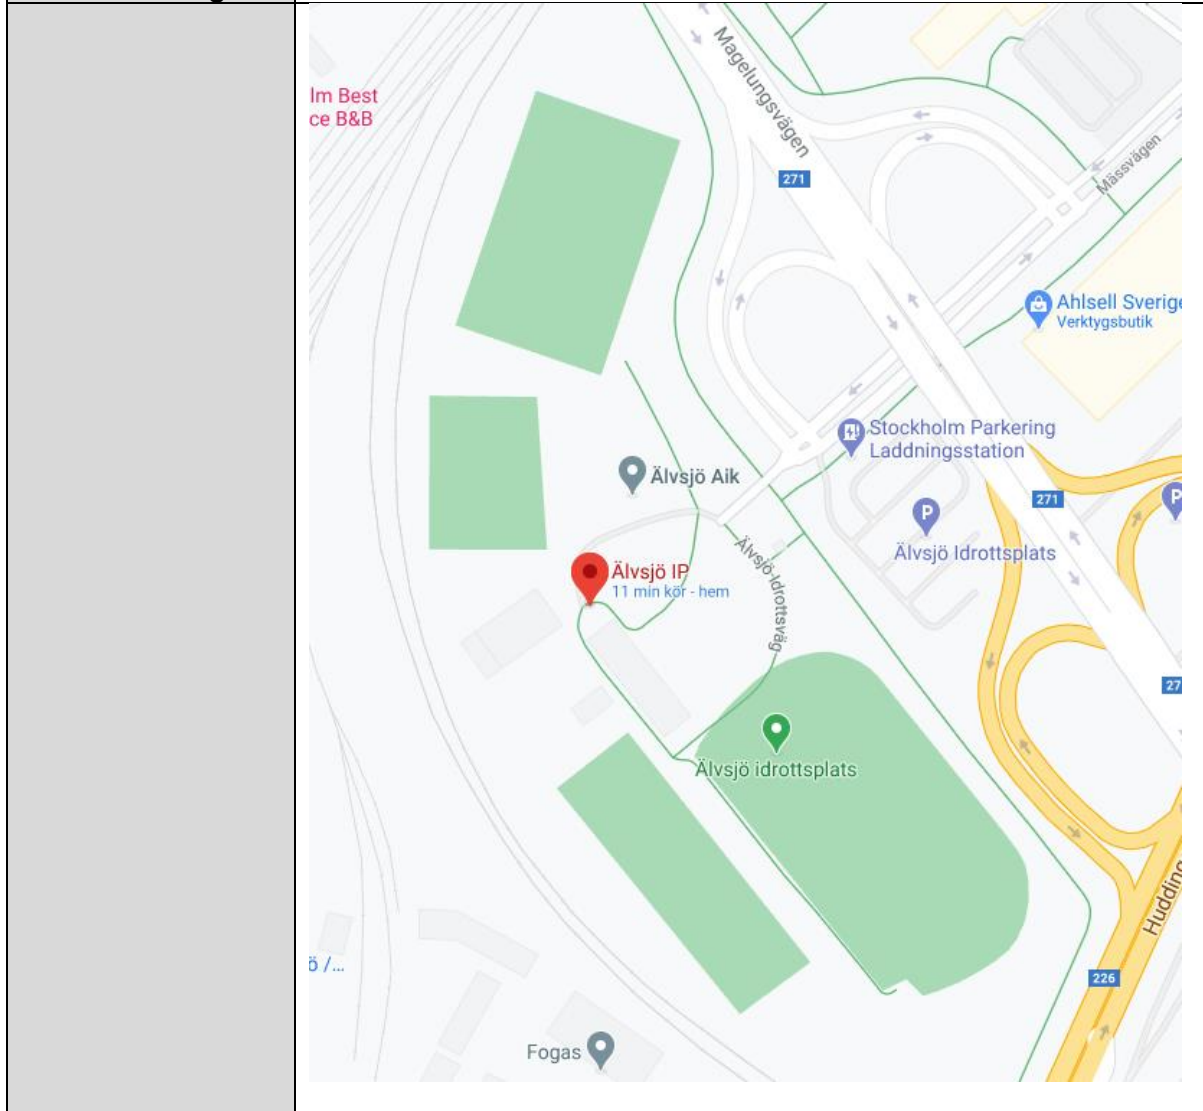 lm Best
ce B&B
Magelungsvägen
271
Mässvägen
Ahlsell Sverige
Verktygsbutik
Stockholm Parkering
Laddningsstation
Älvsjö Aik
271
P
P
Älvsjö Idrottsplats
Älvsjö-Idrottsväg
Älvsjö IP
11 min kör - hem
27
Älvsjö idrottsplats
Hudding
ö /...
226
Fogas